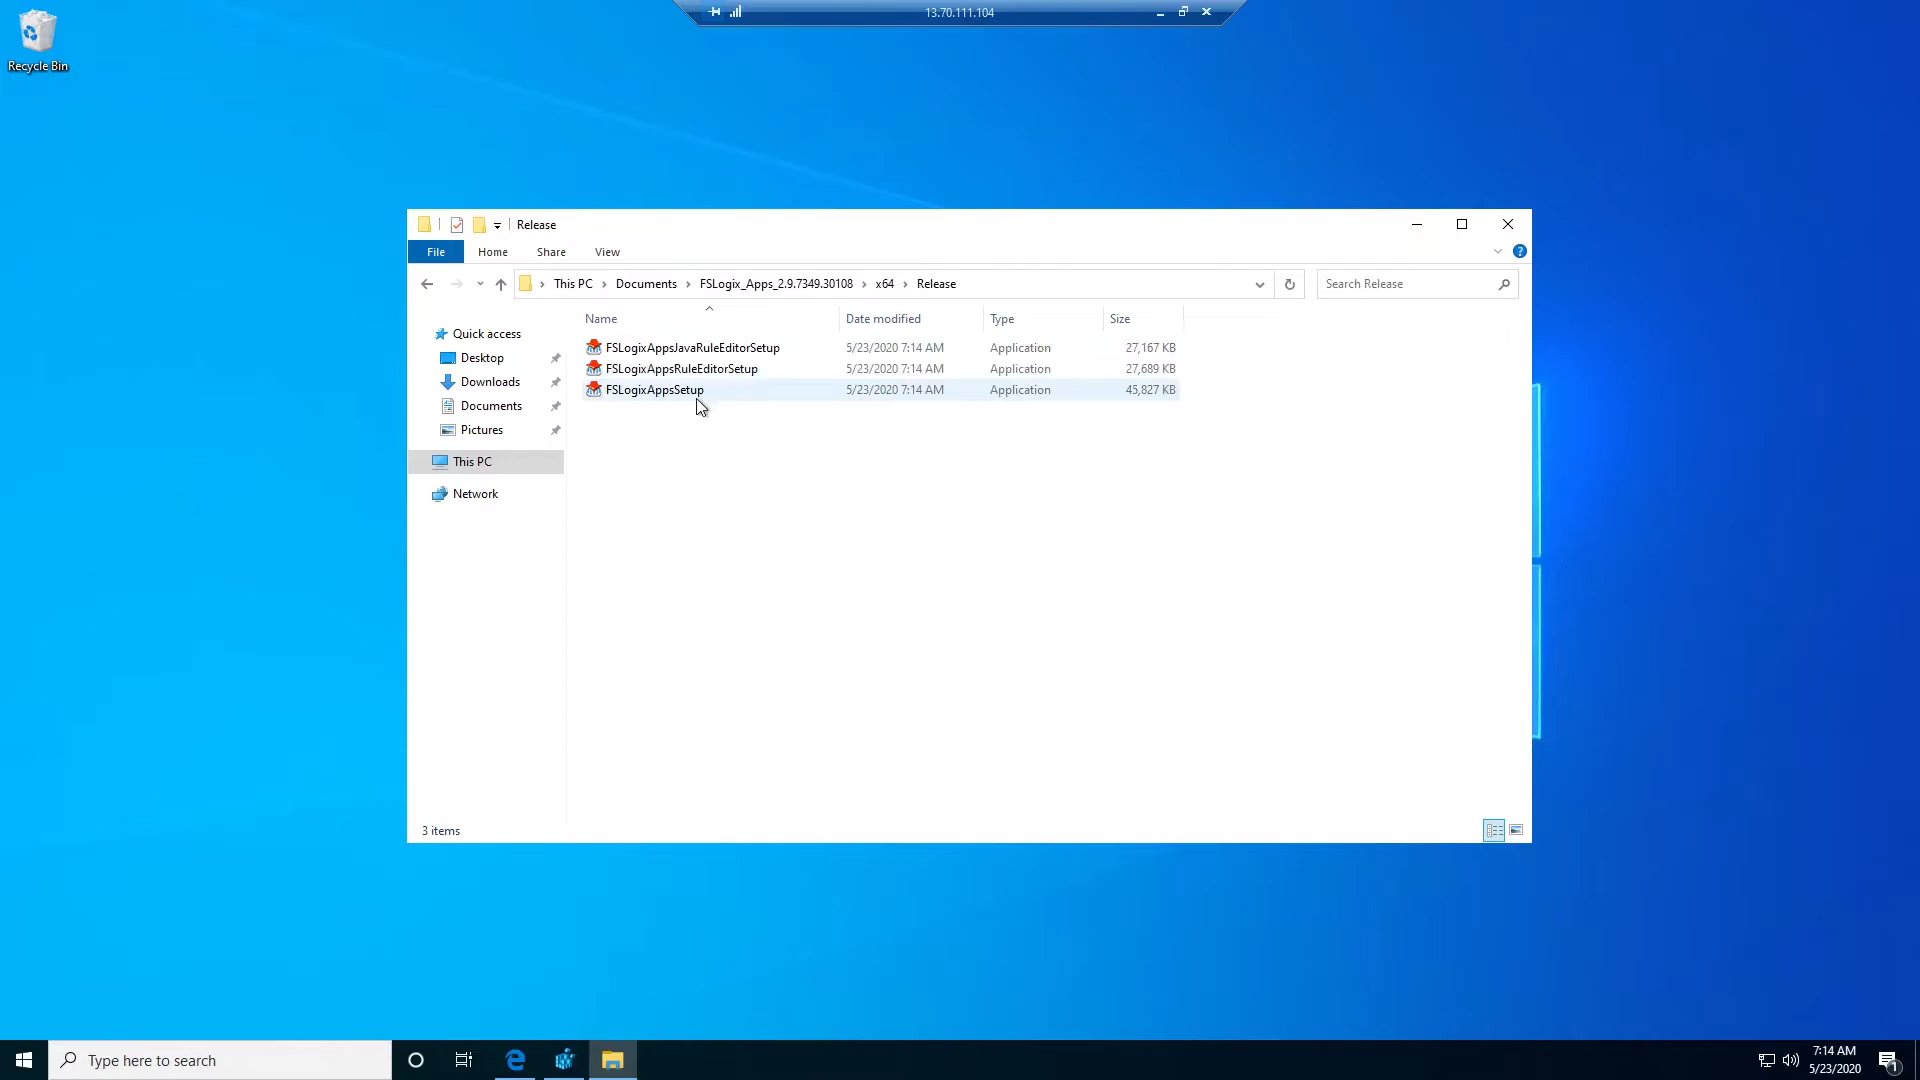 13.70.111.104
Recycle Bin
Release
File Home Share View
This PC Documents FSLogix_Apps_2.9.7349.30108 x64 Release
Search Release
Name Date modified Type Size
Quick access
Desktop
Downloads
Documents
Pictures
This PC
Network
FSLogixAppsJavaRuleEditorSetup 5/23/2020 7:14 AM Application 27,167 KB
FSLogixAppsRuleEditorSetup 5/23/2020 7:14 AM Application 27,689 KB
FSLogixAppsSetup 5/23/2020 7:14 AM Application 45,827 KB
3 items
Type here to search
7:14 AM
5/23/2020
1